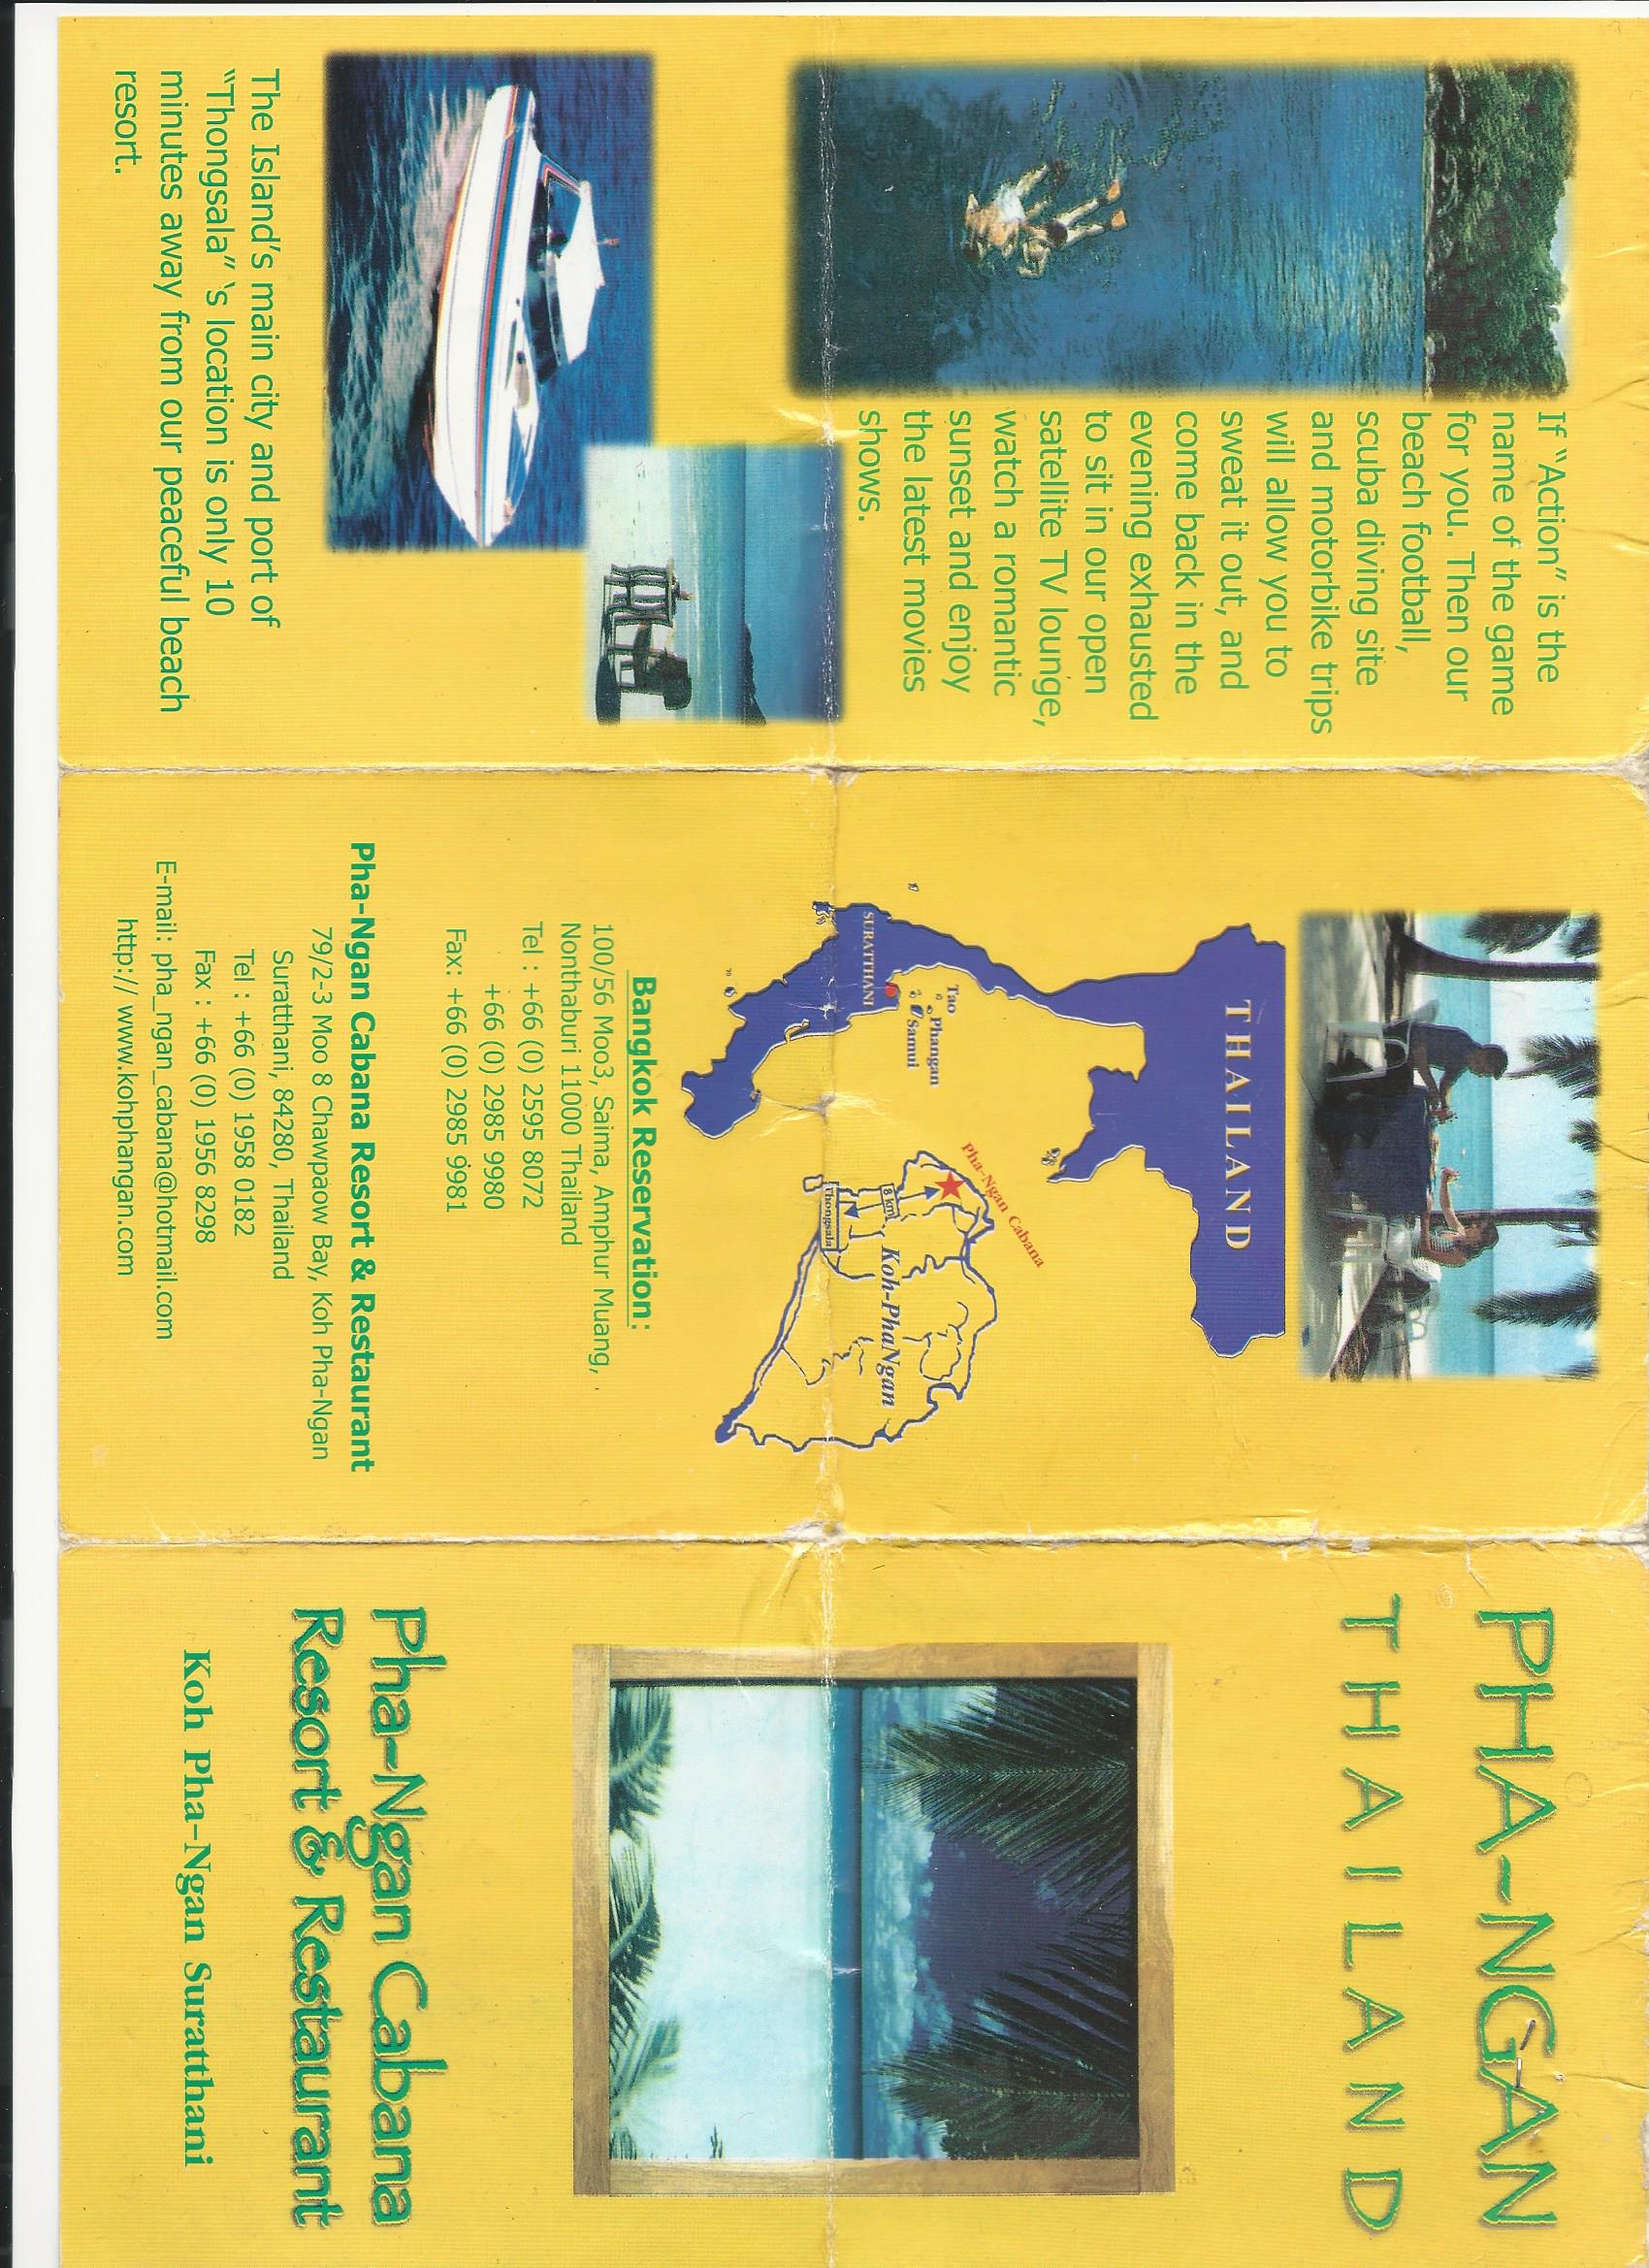 If “Action” is the
name of the game
for you. Then our
beach football,
scuba diving site
and motorbike trips
will allow you to
sweat it out, and
come back in the
evening exhausted
to sit in our open
satellite TV lounge,
watch a romantic
sunset and enjoy
the latest movies
shows.
The Island’s main city and port of
“Thongsala” ‘s location is only 10
minutes away from our peaceful beach
resort.
THAILAND
Pha-Ngan Cabana
Tao
Phangan
Samui
SURATTHANI
8 km
Koh-PhaNgan
Thongsala
Bangkok Reservation:
100/56 Moo3, Saima, Amphur Muang,
Nonthaburi 11000 Thailand
Tel : +66 (0) 2595 8072
+66 (0) 2985 9980
Fax: +66 (0) 2985 9981
Pha-Ngan Cabana Resort & Restaurant
79/2-3 Moo 8 Chawpaow Bay, Koh Pha-Ngan
Suratthani, 84280, Thailand
Tel : +66 (0) 1958 0182
Fax : +66 (0) 1956 8298
E-mail: pha_ngan_cabana@hotmail.com
http:// www.kohphangan.com
PHA-NGAN
THAILAND
Pha-Ngan Cabana
Resort & Restaurant
Koh Pha-Ngan Suratthani